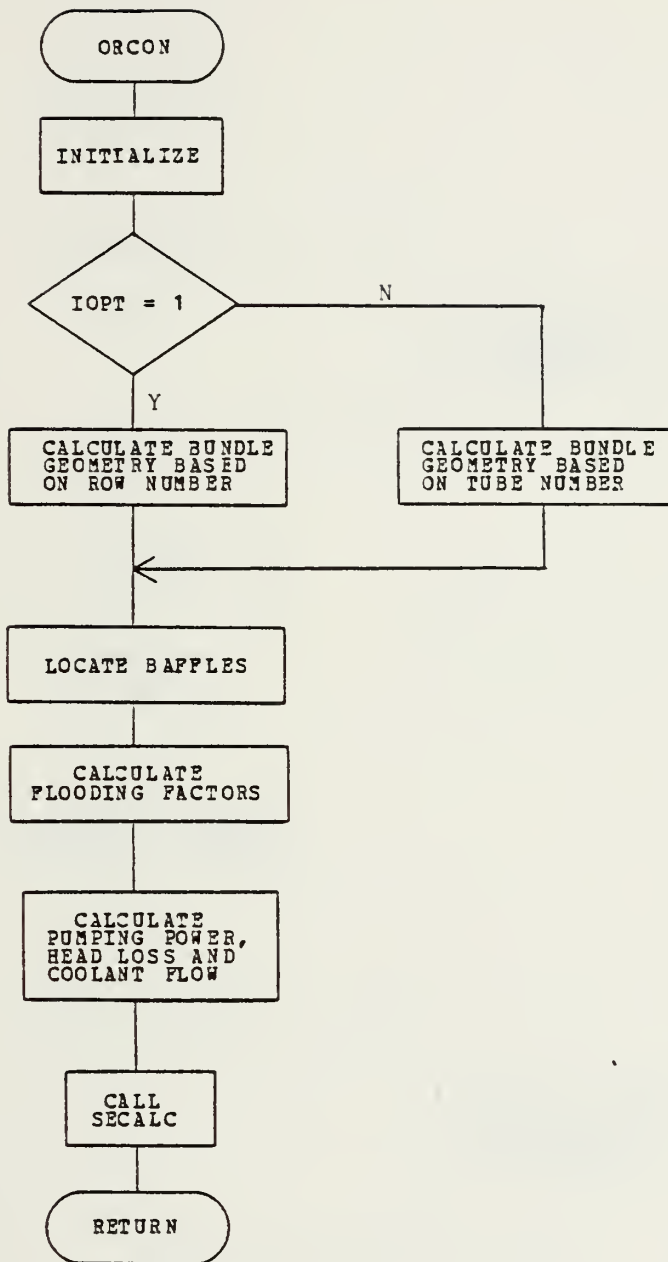 ORCON
INITIALIZE
IOPT = 1
N
Y
CALCULATE BUNDLE
GEOMETRY BASED
ON ROW NUMBER
CALCULATE BUNDLE
GEOMETRY BASED
ON TUBE NUMBER
LOCATE BAFFLES
CALCULATE
FLOODING FACTORS
CALCULATE
PUMPING POWER,
HEAD LOSS AND
COOLANT FLOW
CALL
SECALC
RETURN